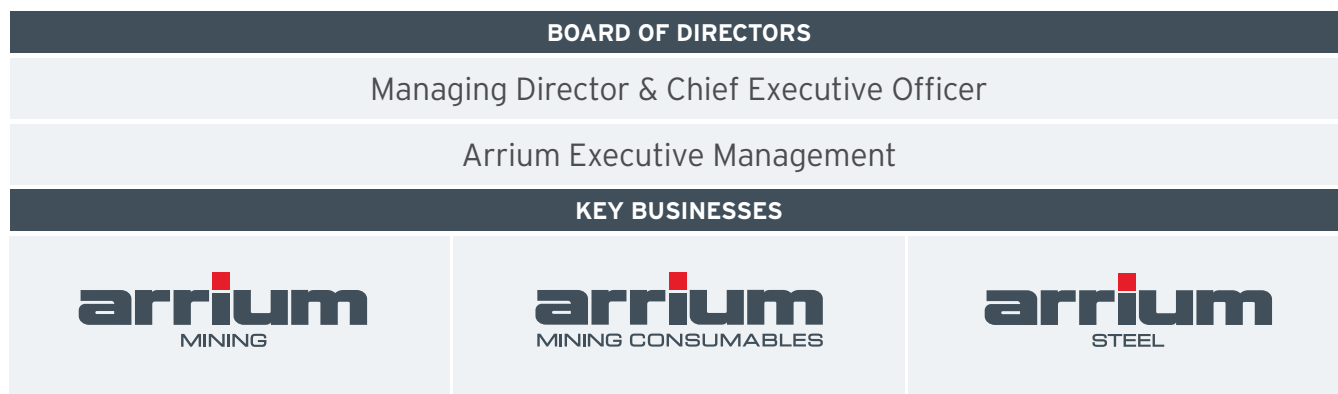 BOARD OF DIRECTORS
Managing Director & Chief Executive Officer
Arrium Executive Management
KEY BUSINESSES
arrium
MINING
arrium
MINING CONSUMABLES
arrium
STEEL